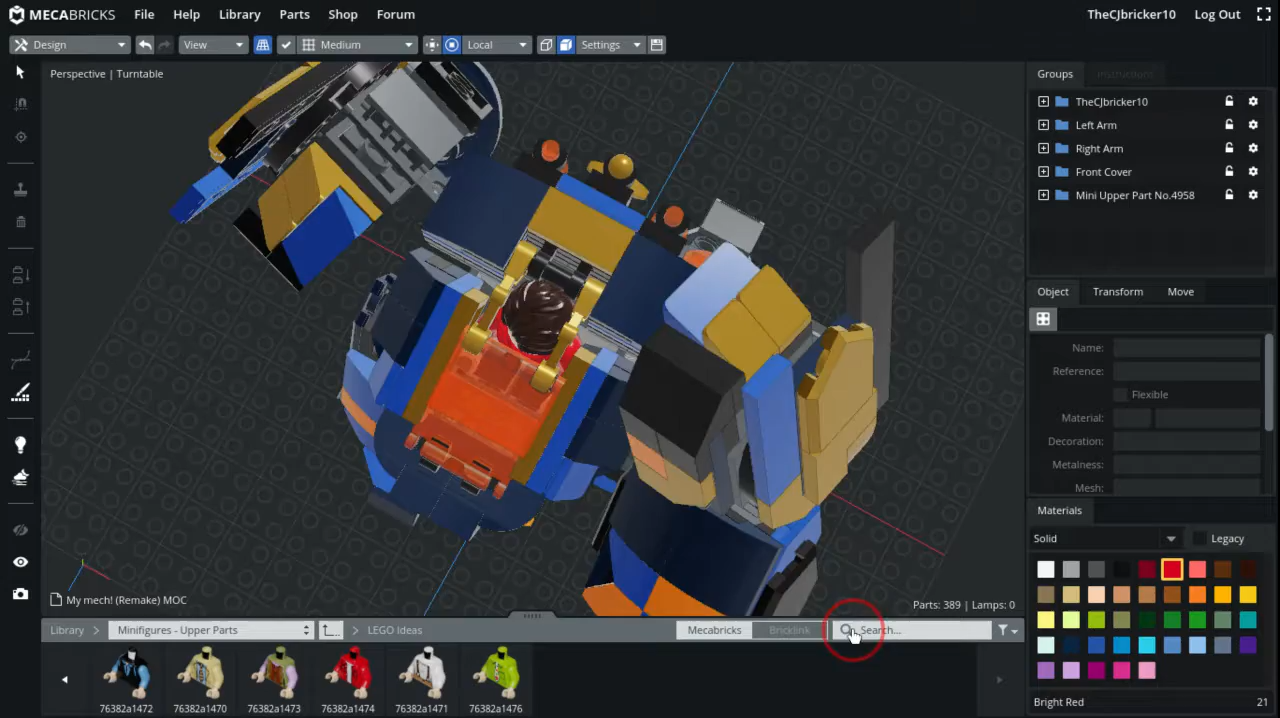 MECABRICKS File Help Library Parts Shop Forum TheCJbricker10 Log Out
Design View Medium Local Settings
Perspective | Turntable
Groups Instructions
TheCJbricker10
Left Arm
Right Arm
Front Cover
Mini Upper Part No.4958
Object Transform Move
Name:
Reference:
Flexible
Material:
Decoration:
Metalness:
Mesh:
Materials
Solid Legacy
Bright Red 21
My mech! (Remake) MOC Parts: 389 | Lamps: 0
Library Minifigures - Upper Parts LEGO Ideas Mecabricks Bricklink Search...
76382a1472 76382a1470 76382a1473 76382a1474 76382a1471 76382a1476